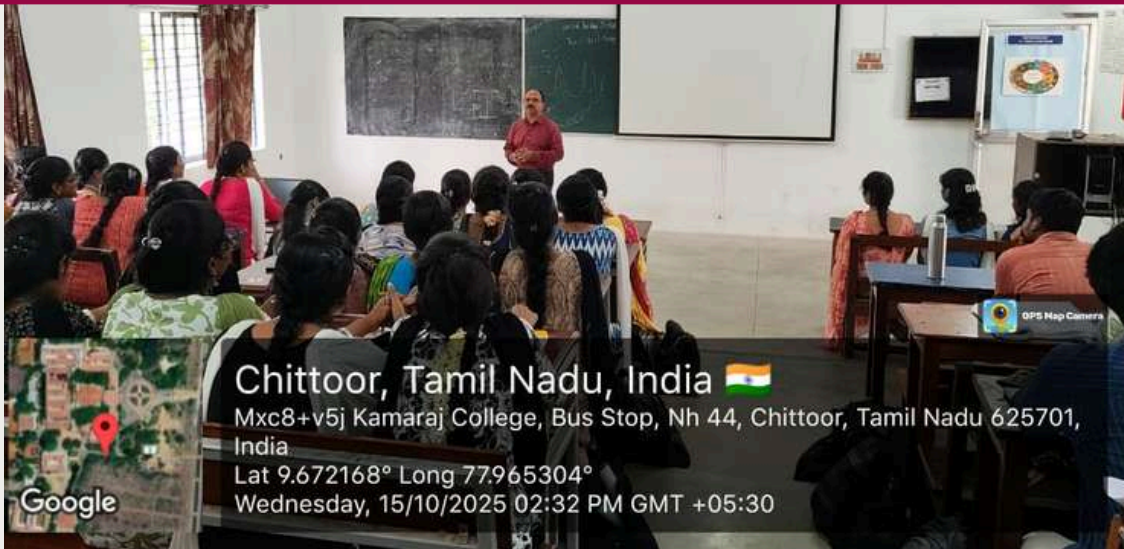 GPS Map Camera
Chittoor, Tamil Nadu, India
Mxc8+v5j Kamaraj College, Bus Stop, Nh 44, Chittoor, Tamil Nadu 625701,
India
Lat 9.672168° Long 77.965304°
Wednesday, 15/10/2025 02:32 PM GMT +05:30
Google